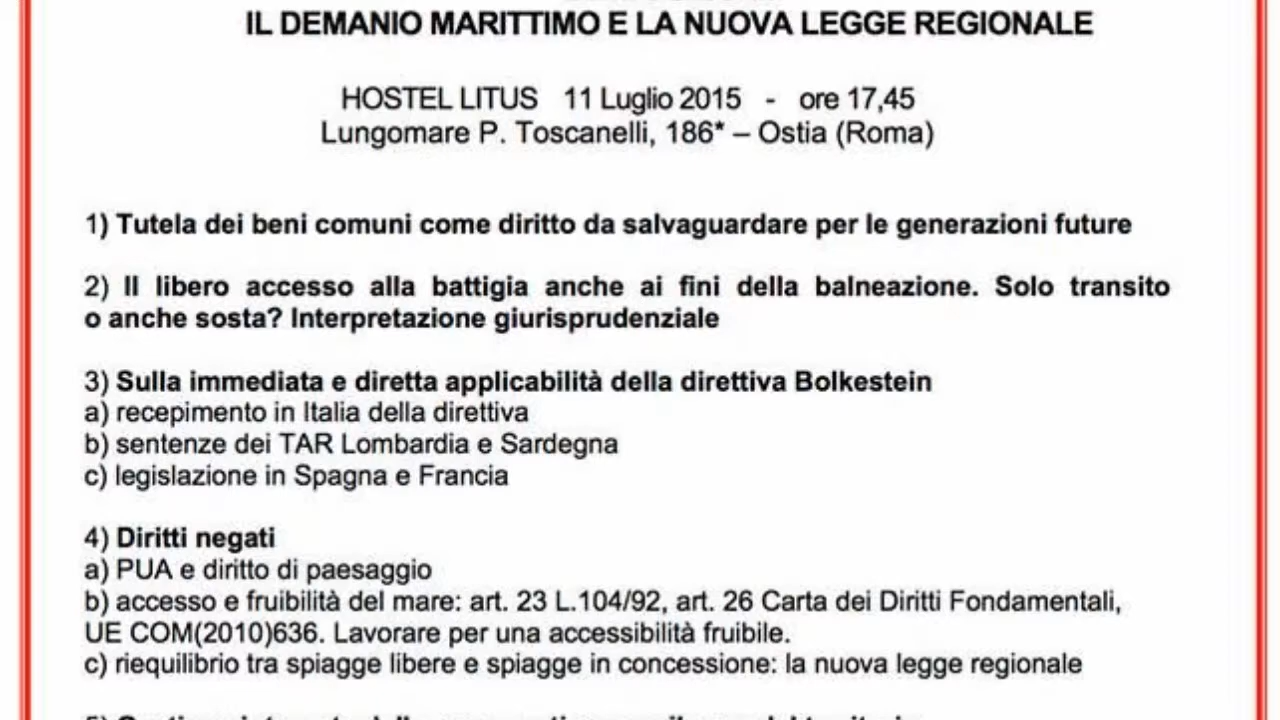 IL DEMANIO MARITTIMO E LA NUOVA LEGGE REGIONALE
HOSTEL LITUS 11 Luglio 2015 - ore 17,45
Lungomare P. Toscanelli, 186* – Ostia (Roma)
1) Tutela dei beni comuni come diritto da salvaguardare per le generazioni future
2) Il libero accesso alla battigia anche ai fini della balneazione. Solo transito
o anche sosta? Interpretazione giurisprudenziale
3) Sulla immediata e diretta applicabilità della direttiva Bolkestein
a) recepimento in Italia della direttiva
b) sentenze dei TAR Lombardia e Sardegna
c) legislazione in Spagna e Francia
4) Diritti negati
a) PUA e diritto di paesaggio
b) accesso e fruibilità del mare: art. 23 L.104/92, art. 26 Carta dei Diritti Fondamentali,
UE COM(2010)636. Lavorare per una accessibilità fruibile.
c) riequilibrio tra spiagge libere e spiagge in concessione: la nuova legge regionale